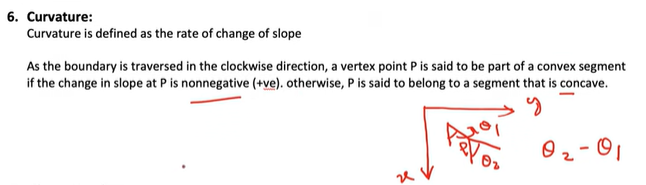 6. Curvature:
Curvature is defined as the rate of change of slope
As the boundary is traversed in the clockwise direction, a vertex point P is said to be part of a convex segment
if the change in slope at P is nonnegative (+ve). otherwise, P is said to belong to a segment that is concave.
y
A θ1
P θ2
θ2 - θ1
x